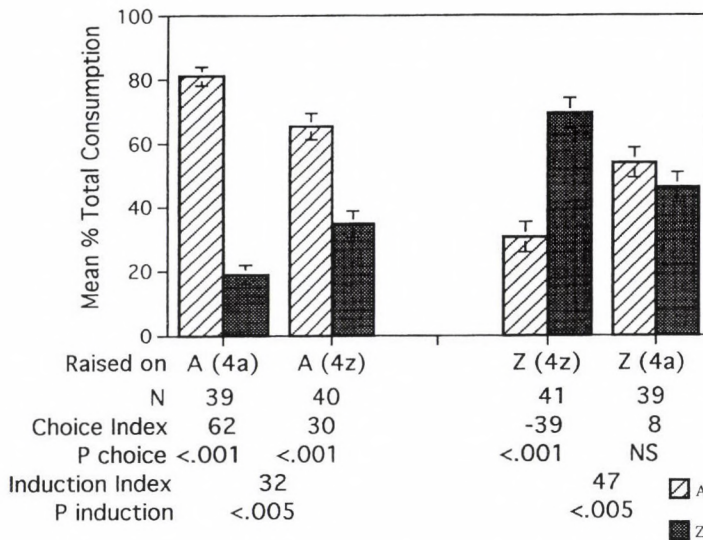 Mean % Total Consumption
100
80
60
40
20
0
Raised on A (4a) A (4z) Z (4z) Z (4a)
N 39 40 41 39
Choice Index 62 30 -39 8
P choice <.001 <.001 <.001 NS
Induction Index 32 47
P induction <.005 <.005
A
Z